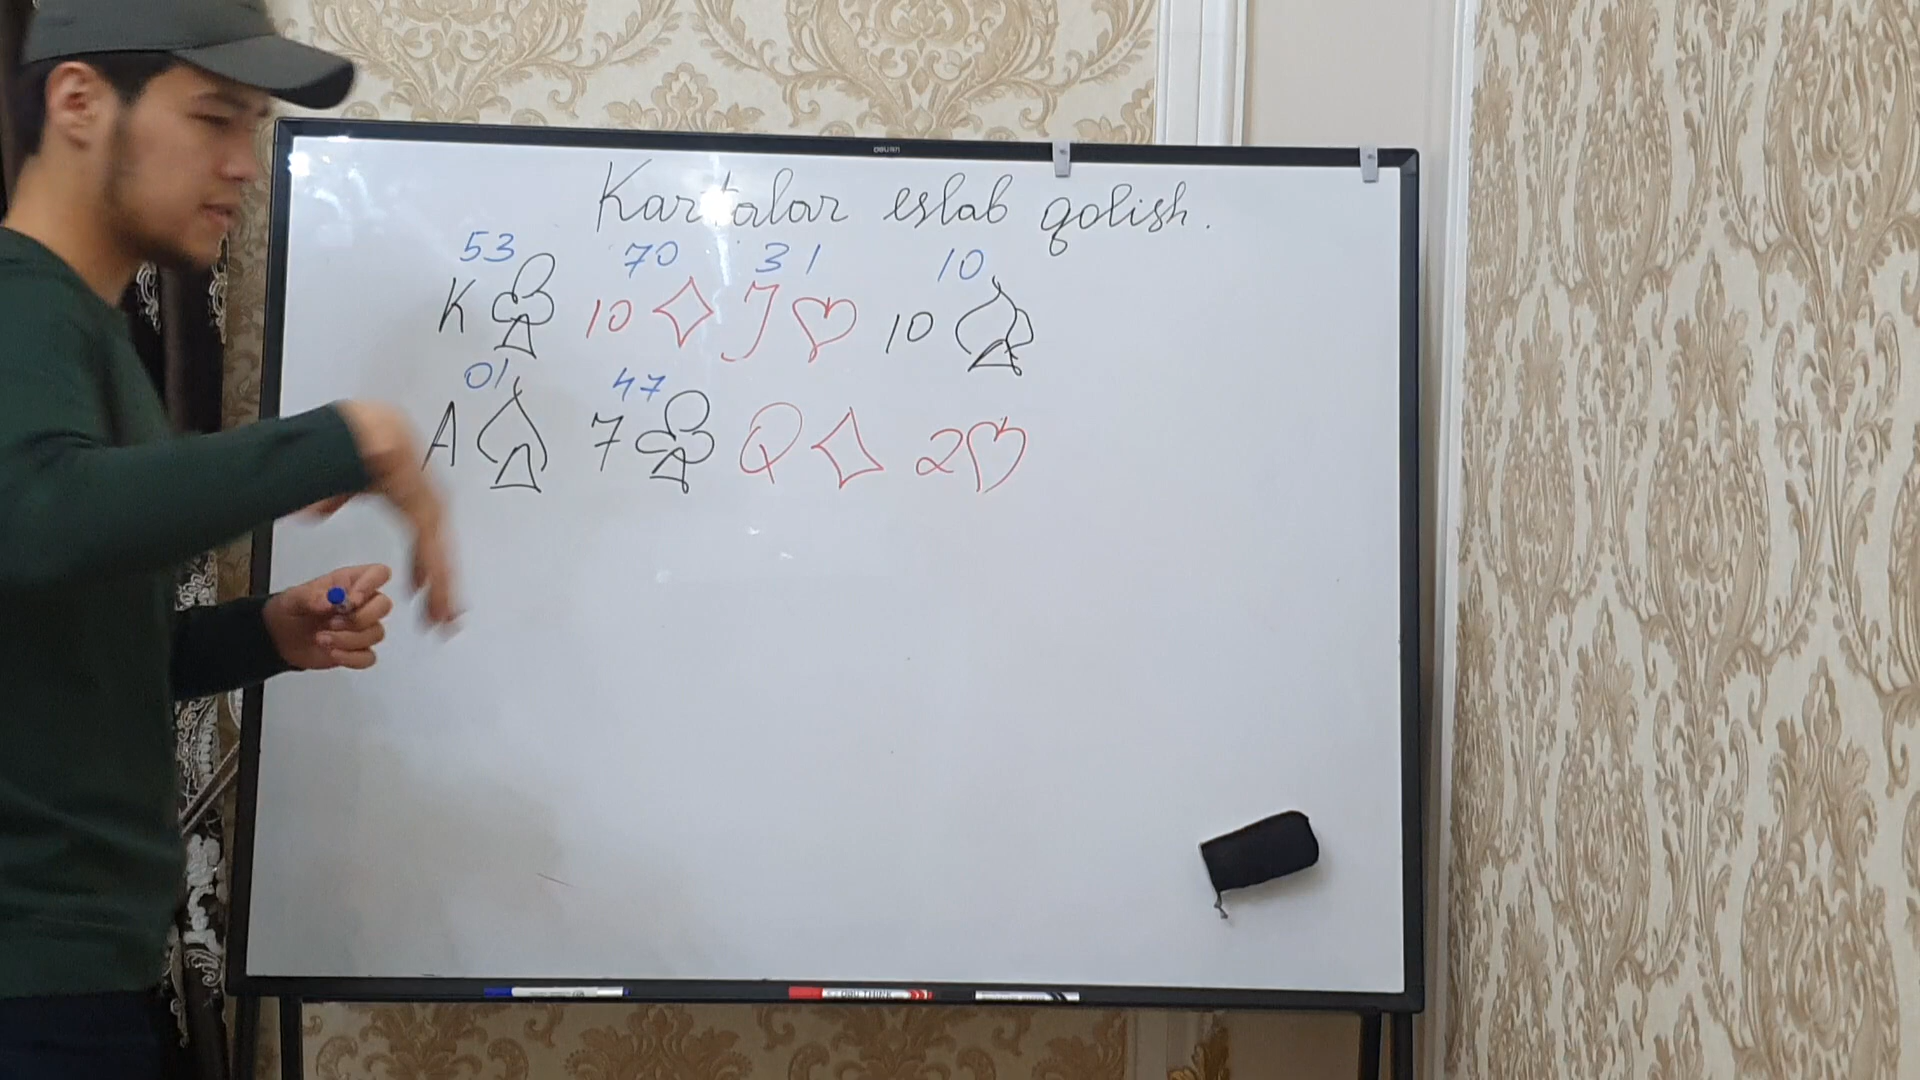 Kartalar eslab qolish.
53 70 31 10
K♣ 10♦ J♥ 10♠
01 47
A♠ 7♣ Q♦ 2♥